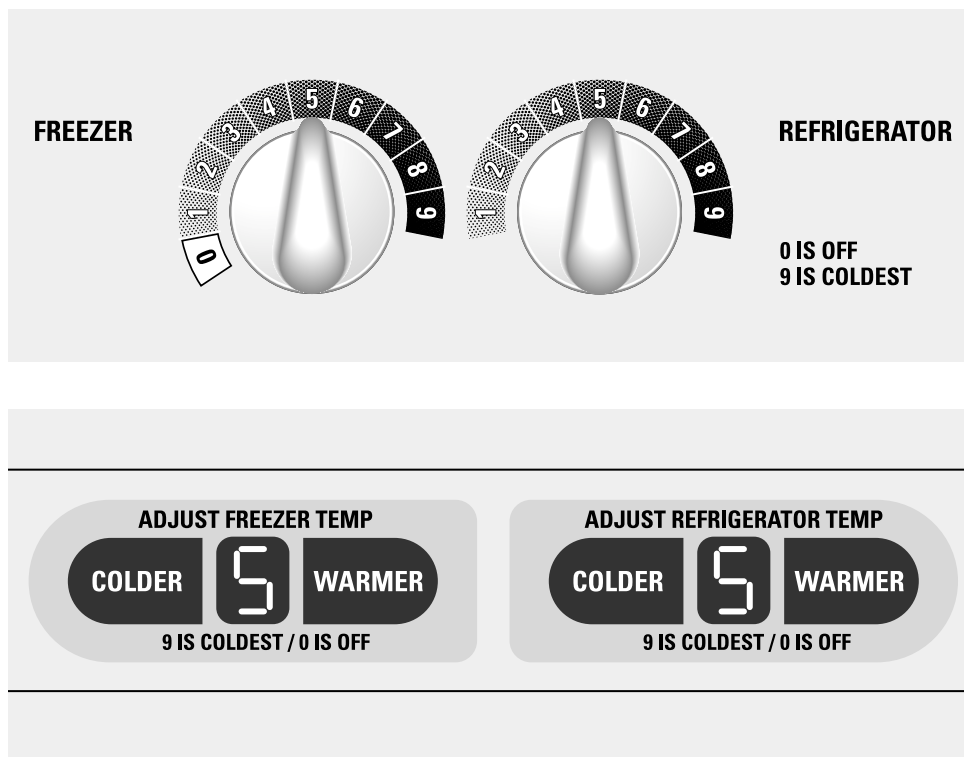 FREEZER
0 1 2 3 4 5 6 7 8 9
1 2 3 4 5 6 7 8 9
REFRIGERATOR
0 IS OFF
9 IS COLDEST
ADJUST FREEZER TEMP
COLDER 5 WARMER
9 IS COLDEST / 0 IS OFF
ADJUST REFRIGERATOR TEMP
COLDER 5 WARMER
9 IS COLDEST / 0 IS OFF